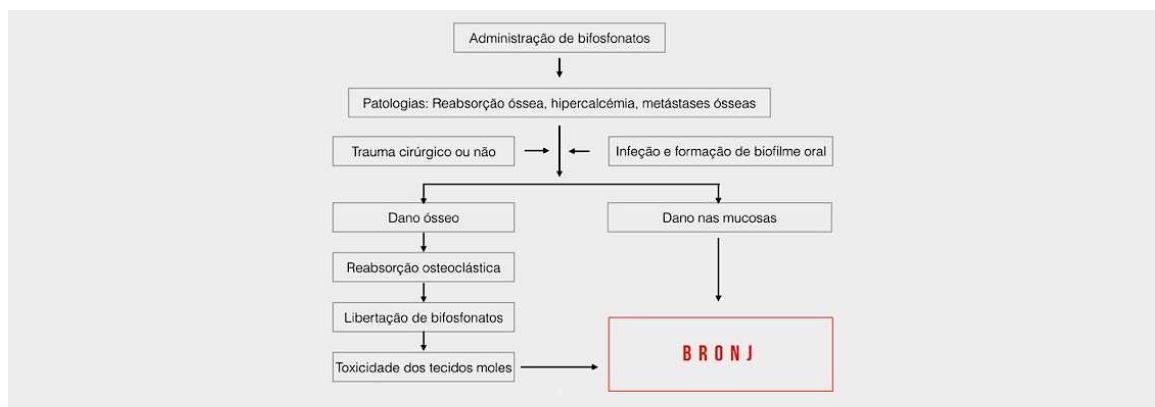 Administração de bifosfonatos
Patologias: Reabsorção óssea, hipercalcémia, metástases ósseas
Trauma cirúrgico ou não
Infeção e formação de biofilme oral
Dano ósseo
Dano nas mucosas
Reabsorção osteoclástica
Libertação de bifosfonatos
BRONJ
Toxicidade dos tecidos moles